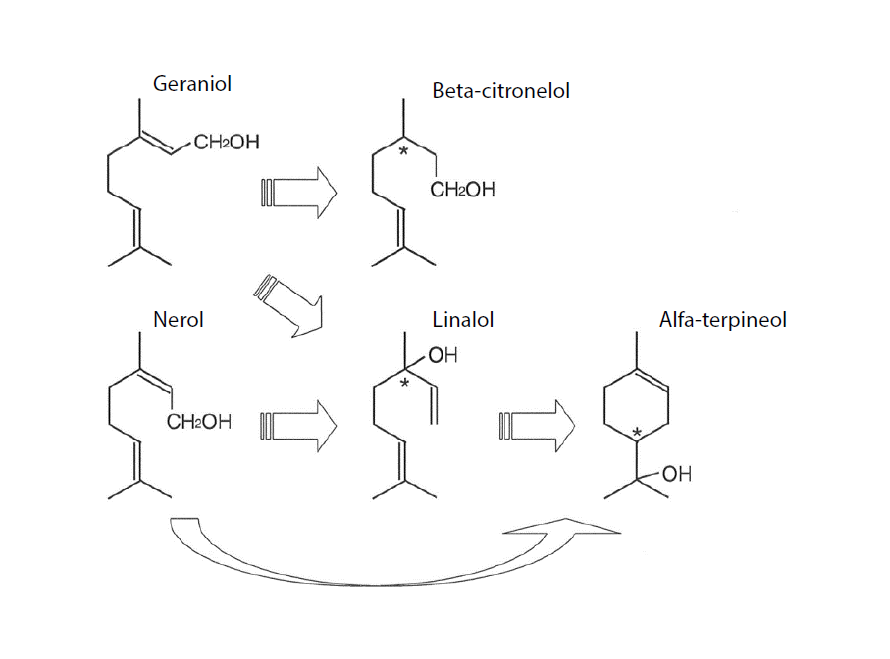 Geraniol
Beta-citronelol
CH2OH
*
CH2OH
Nerol
Linalol
Alfa-terpineol
OH
*
CH2OH
*
OH